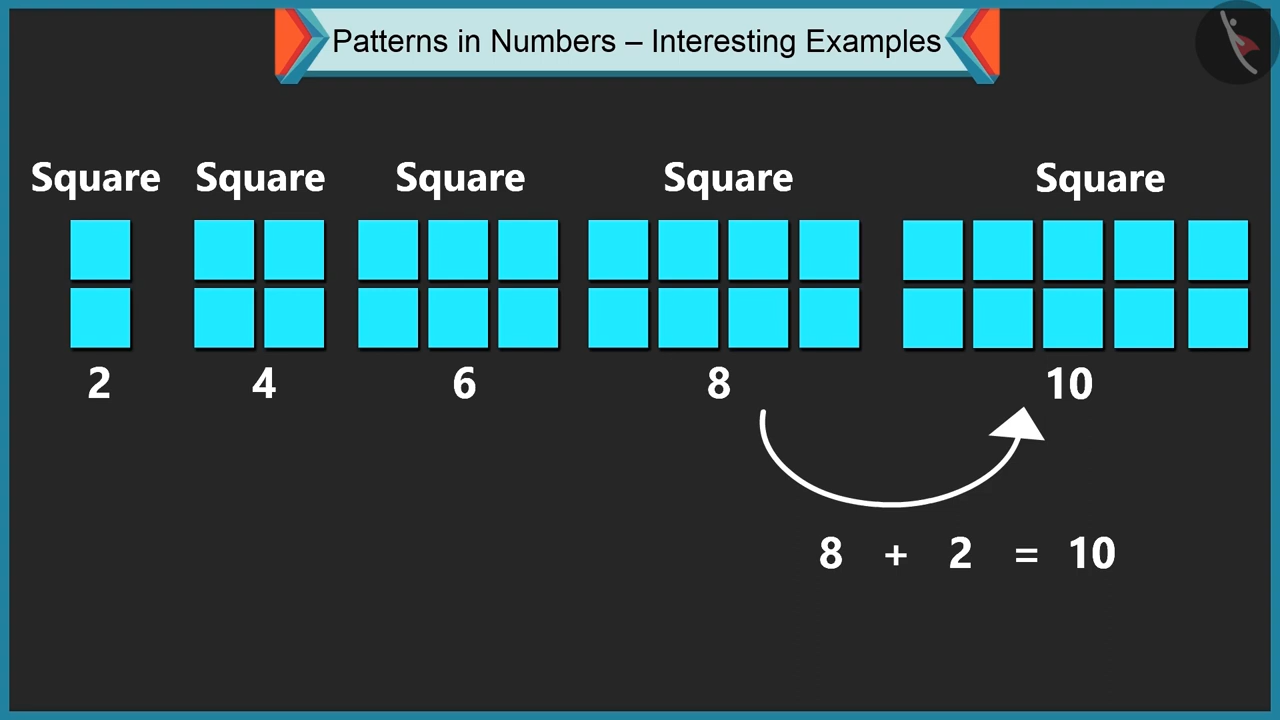 Patterns in Numbers – Interesting Examples
Square Square Square Square Square
2 4 6 8 10
8 + 2 = 10